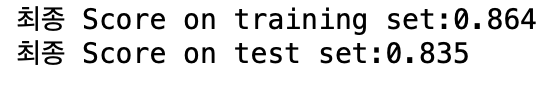 최종 Score on training set:0.864
최종 Score on test set:0.835